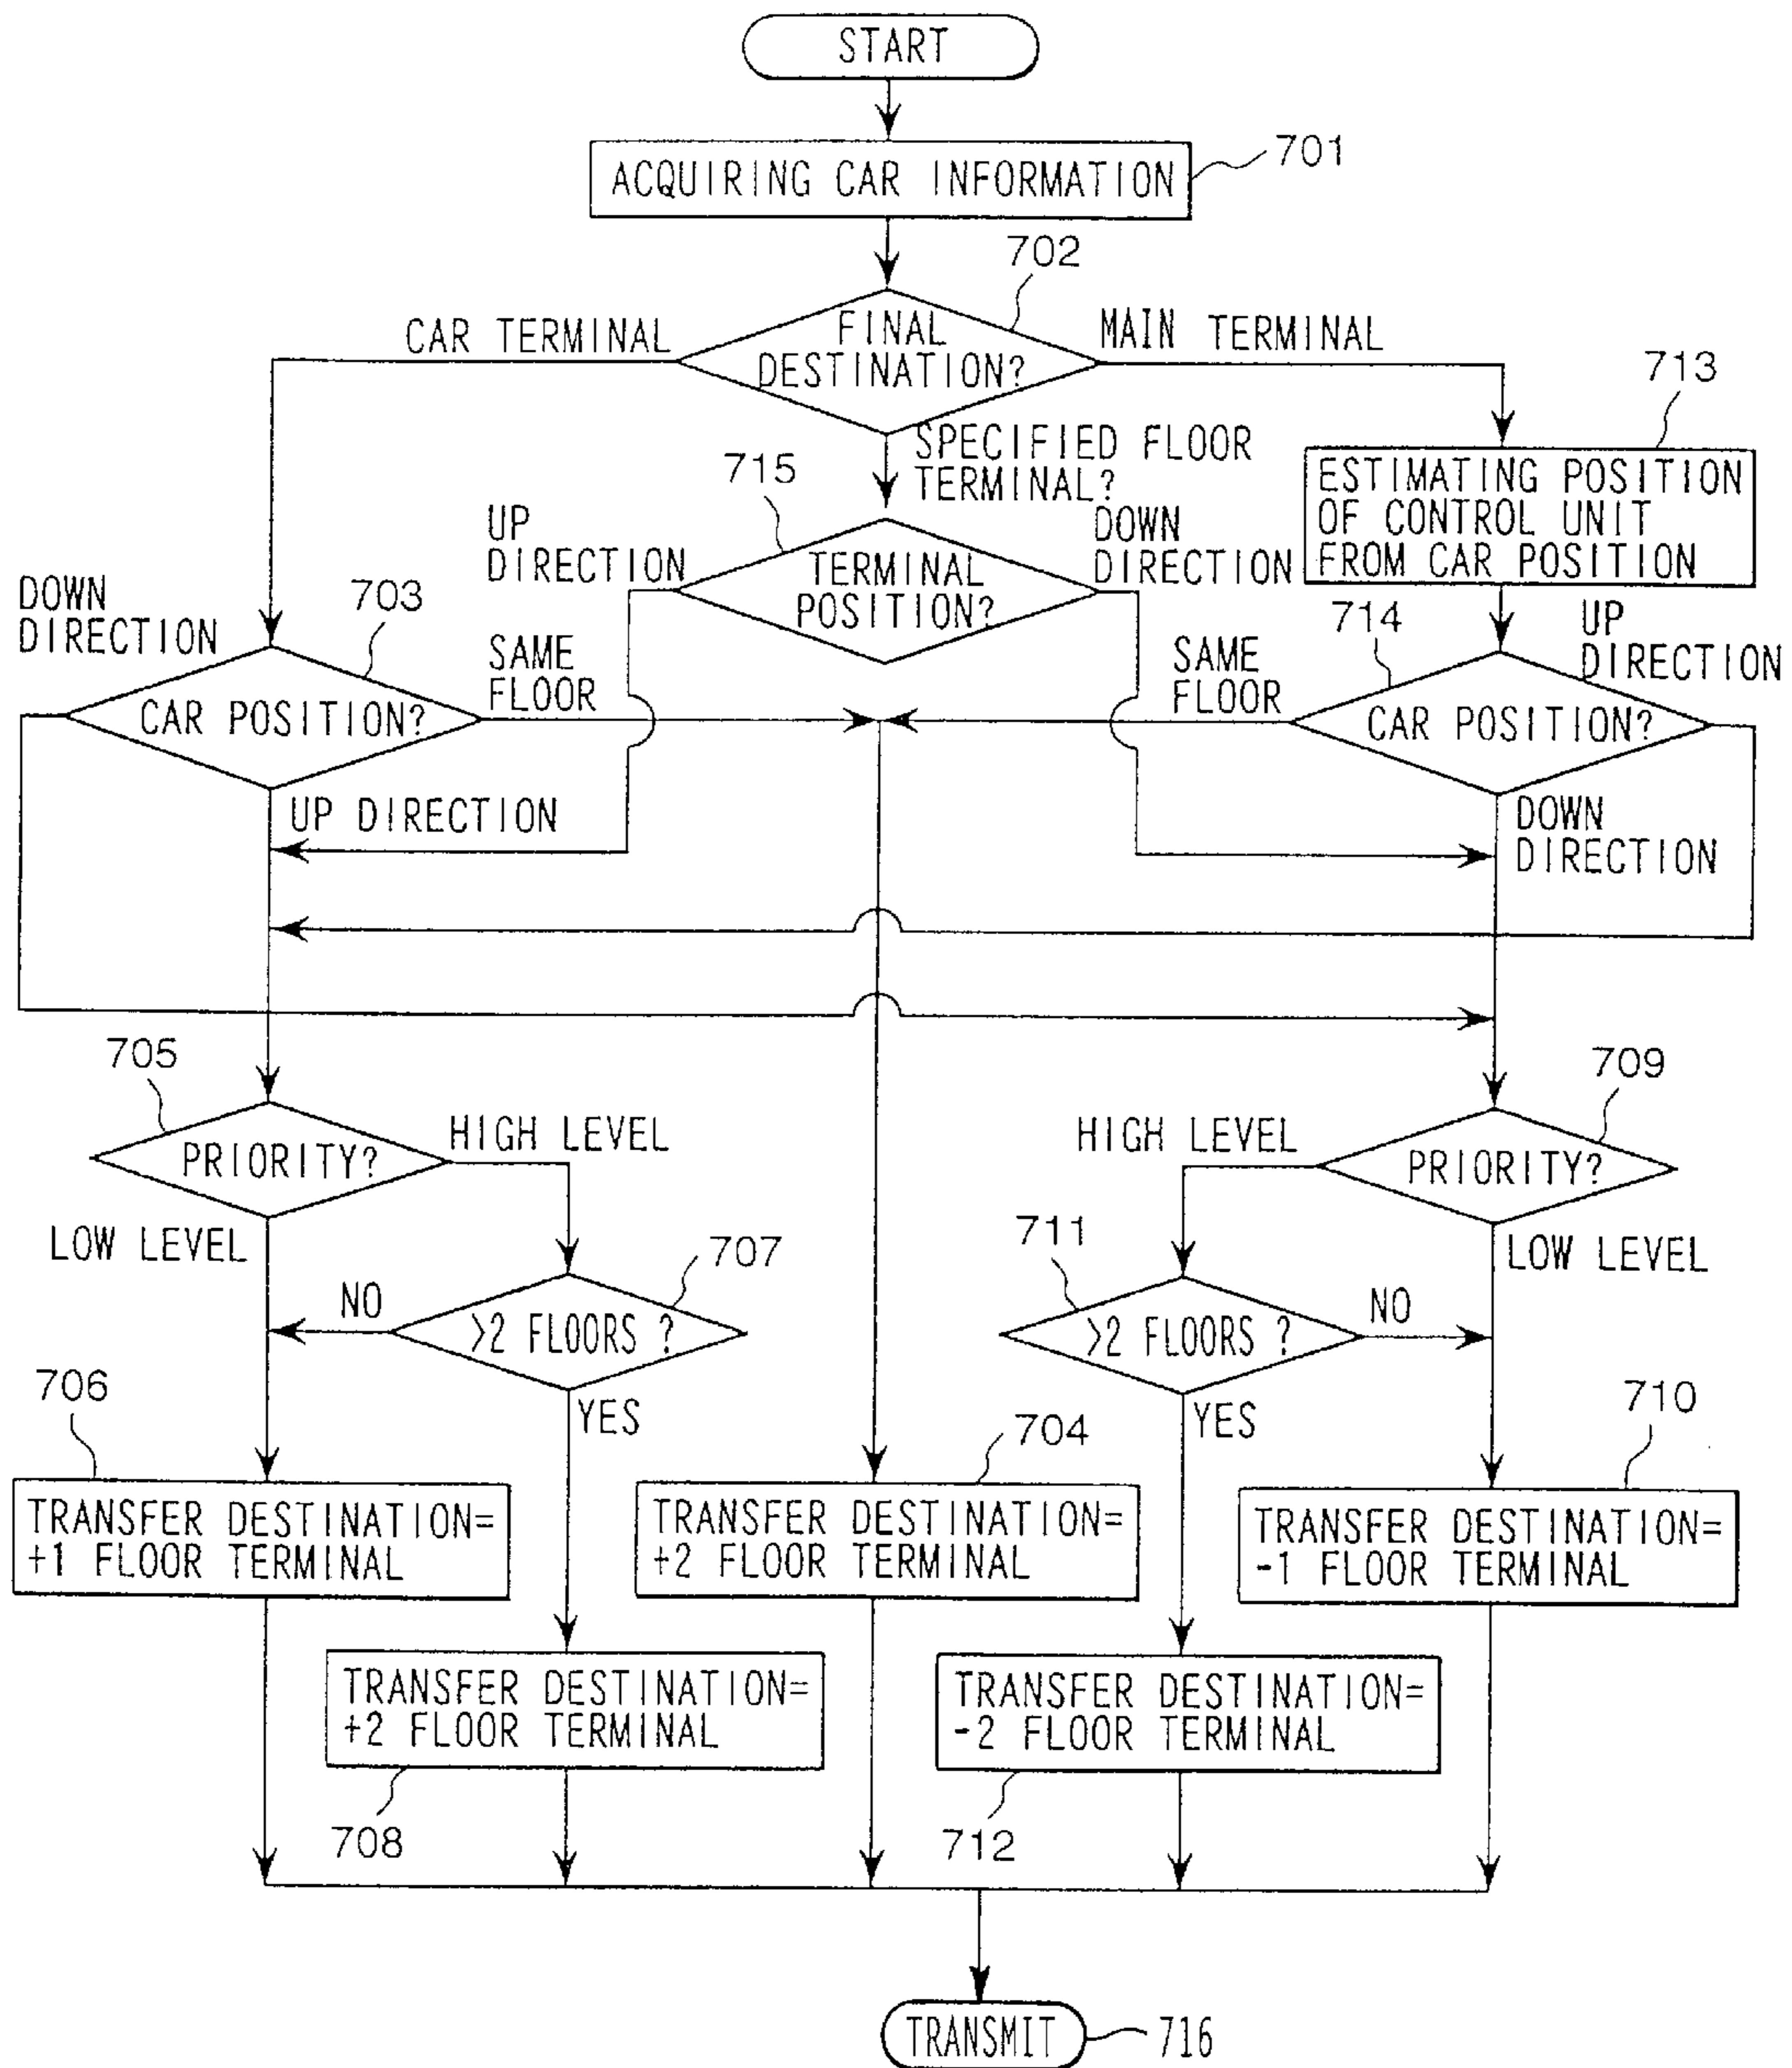 START
ACQUIRING CAR INFORMATION
701
702
FINAL
DESTINATION?
CAR TERMINAL
MAIN TERMINAL
713
SPECIFIED FLOOR
TERMINAL?
715
ESTIMATING POSITION
OF CONTROL UNIT
FROM CAR POSITION
UP
DIRECTION
TERMINAL
POSITION?
DOWN
DIRECTION
DOWN
DIRECTION
703
714
UP
DIRECTION
SAME
FLOOR
SAME
FLOOR
CAR POSITION?
CAR POSITION?
UP DIRECTION
DOWN
DIRECTION
705
709
PRIORITY?
HIGH LEVEL
HIGH LEVEL
PRIORITY?
LOW LEVEL
707
711
LOW LEVEL
NO
>2 FLOORS ?
>2 FLOORS ?
NO
706
YES
704
YES
710
TRANSFER DESTINATION=
+1 FLOOR TERMINAL
TRANSFER DESTINATION=
+2 FLOOR TERMINAL
TRANSFER DESTINATION=
-1 FLOOR TERMINAL
TRANSFER DESTINATION=
+2 FLOOR TERMINAL
TRANSFER DESTINATION=
-2 FLOOR TERMINAL
708
712
TRANSMIT
716